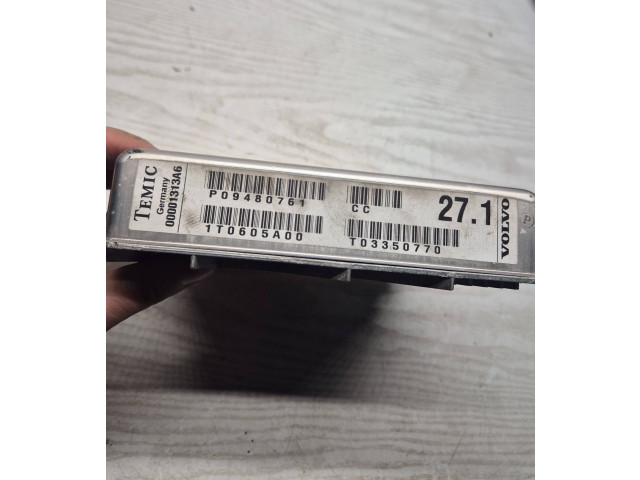 TEMIC
Germany
00001313A6
P09480761
1T0605A00
CC
T03350770
27.1
VOLVO